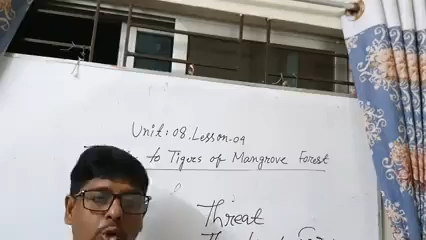 Unit: 08. Lesson-04
to Tigers of Mangrove Forest
Threat